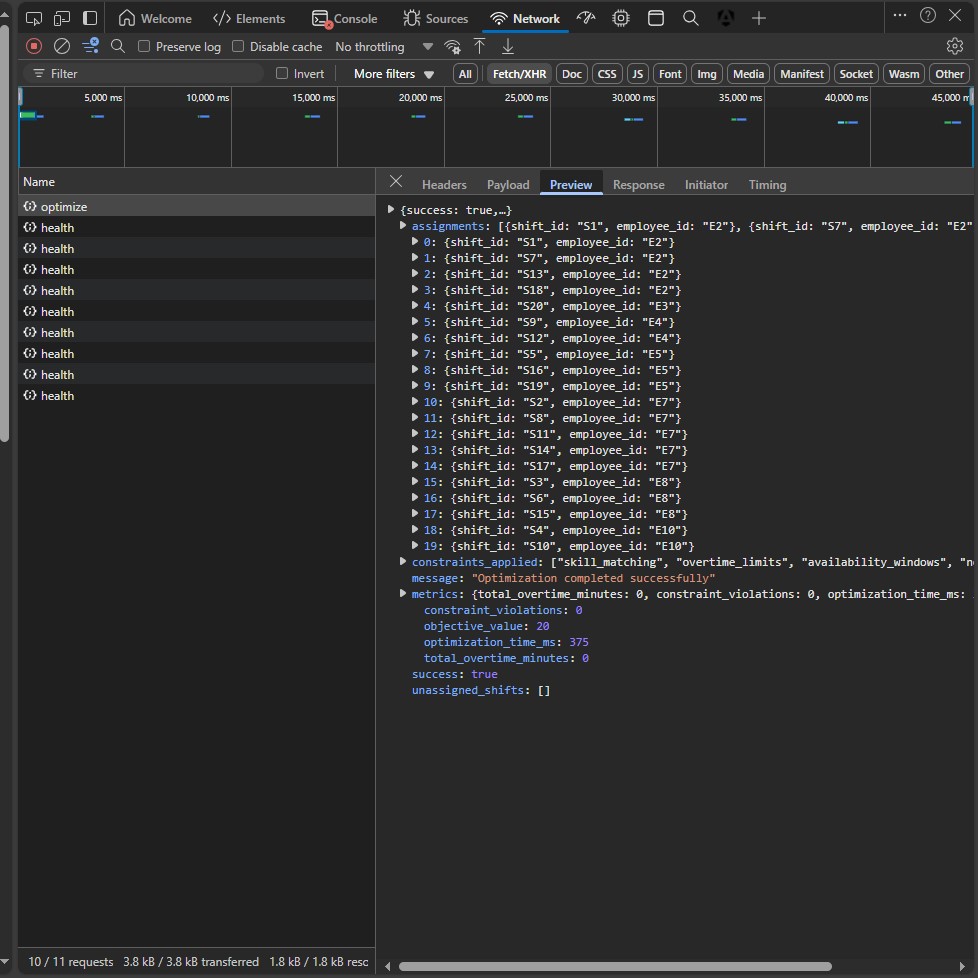 Welcome Elements Console Sources Network
Preserve log Disable cache No throttling
Filter Invert More filters All Fetch/XHR Doc CSS JS Font Img Media Manifest Socket Wasm Other
5,000 ms 10,000 ms 15,000 ms 20,000 ms 25,000 ms 30,000 ms 35,000 ms 40,000 ms 45,000 m
Name
optimize
health
health
health
health
health
health
health
health
health
Headers Payload Preview Response Initiator Timing
{success: true,…}
assignments: [{shift_id: "S1", employee_id: "E2"}, {shift_id: "S7", employee_id: "E2"
0: {shift_id: "S1", employee_id: "E2"}
1: {shift_id: "S7", employee_id: "E2"}
2: {shift_id: "S13", employee_id: "E2"}
3: {shift_id: "S18", employee_id: "E2"}
4: {shift_id: "S20", employee_id: "E3"}
5: {shift_id: "S9", employee_id: "E4"}
6: {shift_id: "S12", employee_id: "E4"}
7: {shift_id: "S5", employee_id: "E5"}
8: {shift_id: "S16", employee_id: "E5"}
9: {shift_id: "S19", employee_id: "E5"}
10: {shift_id: "S2", employee_id: "E7"}
11: {shift_id: "S8", employee_id: "E7"}
12: {shift_id: "S11", employee_id: "E7"}
13: {shift_id: "S14", employee_id: "E7"}
14: {shift_id: "S17", employee_id: "E7"}
15: {shift_id: "S3", employee_id: "E8"}
16: {shift_id: "S6", employee_id: "E8"}
17: {shift_id: "S15", employee_id: "E8"}
18: {shift_id: "S4", employee_id: "E10"}
19: {shift_id: "S10", employee_id: "E10"}
constraints_applied: ["skill_matching", "overtime_limits", "availability_windows", "n
message: "Optimization completed successfully"
metrics: {total_overtime_minutes: 0, constraint_violations: 0, optimization_time_ms:
constraint_violations: 0
objective_value: 20
optimization_time_ms: 375
total_overtime_minutes: 0
success: true
unassigned_shifts: []
10 / 11 requests 3.8 kB / 3.8 kB transferred 1.8 kB / 1.8 kB resc